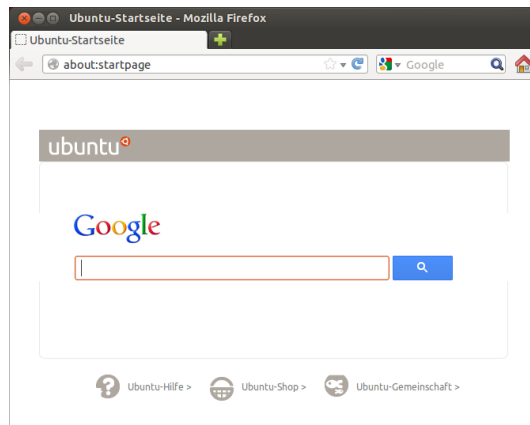 Ubuntu-Startseite - Mozilla Firefox
Ubuntu-Startseite
about:startpage Google
ubuntu
Google
Ubuntu-Hilfe > Ubuntu-Shop > Ubuntu-Gemeinschaft >